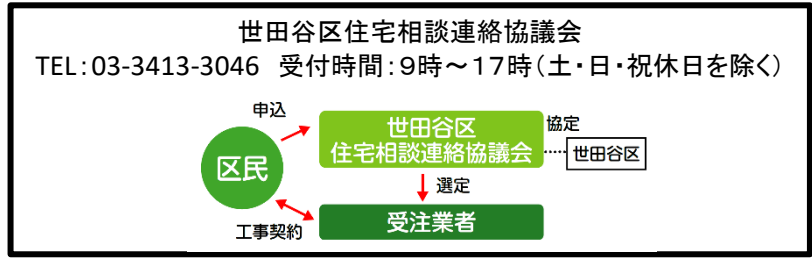 世田谷区住宅相談連絡協議会
TEL:03-3413-3046 受付時間:9時~17時(土・日・祝休日を除く)
申込
世田谷区
住宅相談連絡協議会
協定
世田谷区
区民
選定
工事契約
受注業者